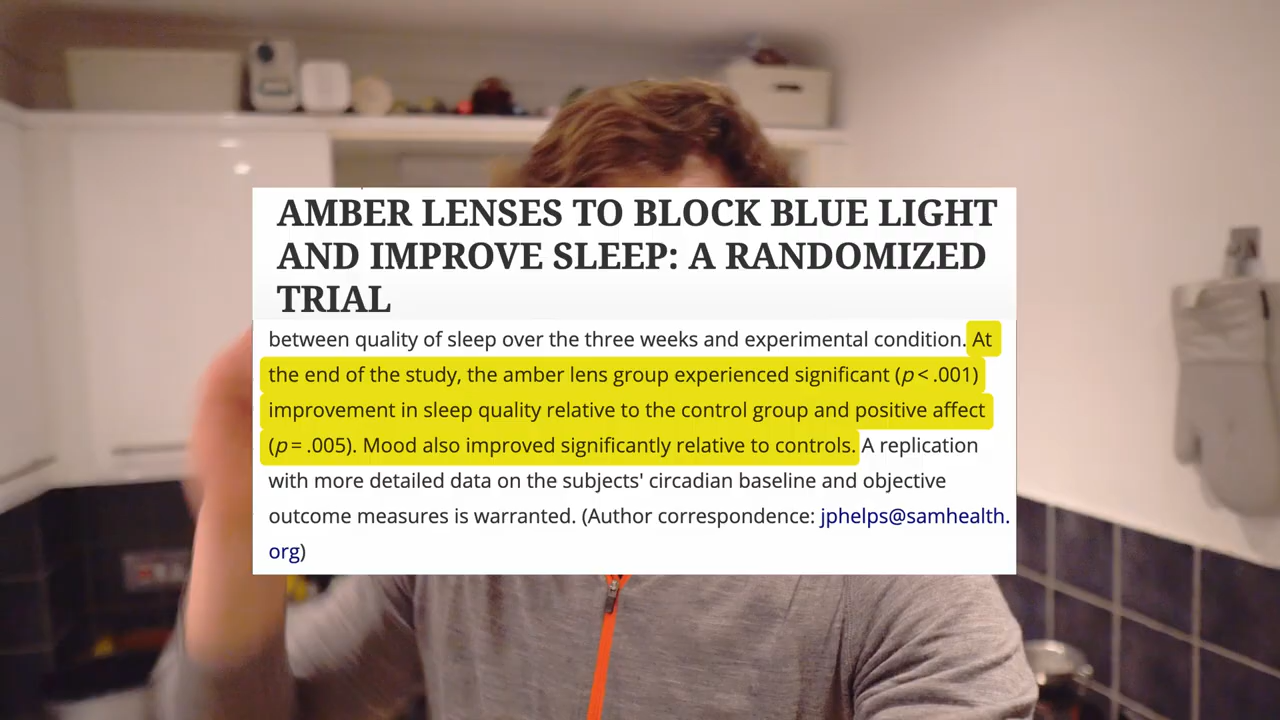 AMBER LENSES TO BLOCK BLUE LIGHT
AND IMPROVE SLEEP: A RANDOMIZED
TRIAL
between quality of sleep over the three weeks and experimental condition. At
the end of the study, the amber lens group experienced significant (p < .001)
improvement in sleep quality relative to the control group and positive affect
(p = .005). Mood also improved significantly relative to controls. A replication
with more detailed data on the subjects' circadian baseline and objective
outcome measures is warranted. (Author correspondence: jphelps@samhealth.
org)